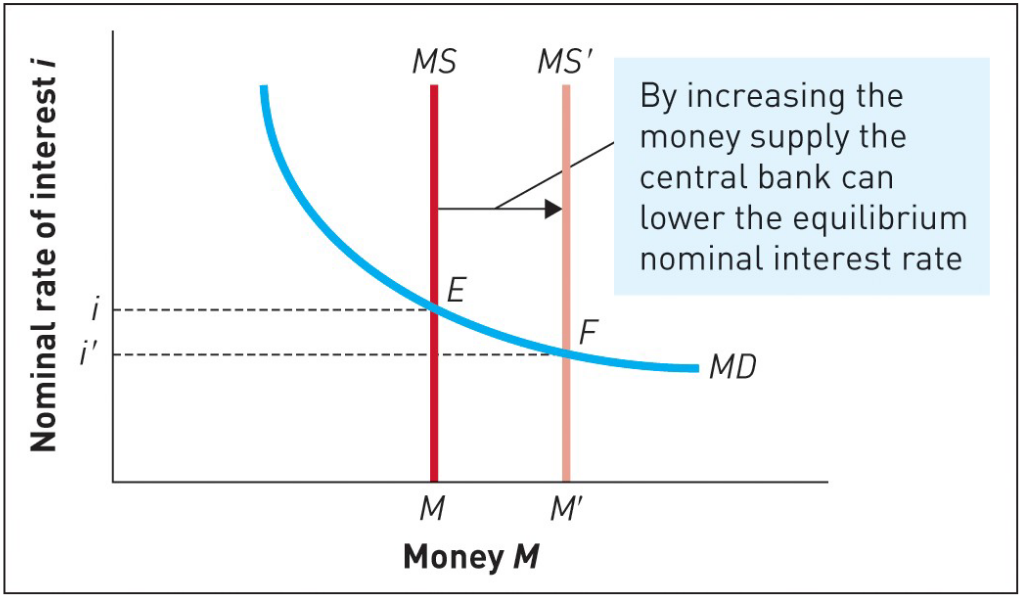 MS
MS'
By increasing the
money supply the
central bank can
lower the equilibrium
nominal interest rate
Nominal rate of interest i
E
i
F
i'
MD
M
M'
Money M